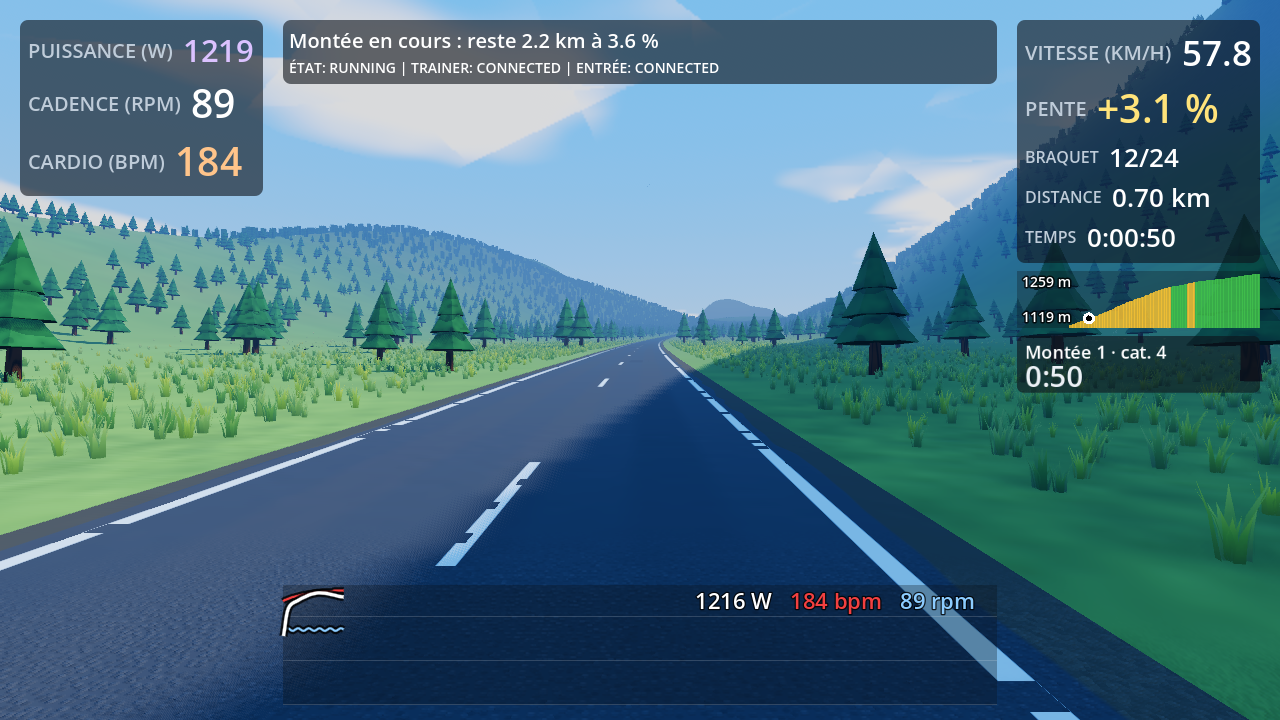 PUISSANCE (W) 1219
CADENCE (RPM) 89
CARDIO (BPM) 184
Montée en cours : reste 2.2 km à 3.6 %
ÉTAT: RUNNING | TRAINER: CONNECTED | ENTRÉE: CONNECTED
VITESSE (KM/H) 57.8
PENTE +3.1 %
BRAQUET 12/24
DISTANCE 0.70 km
TEMPS 0:00:50
1259 m
1119 m
Montée 1 · cat. 4
0:50
1216 W 184 bpm 89 rpm